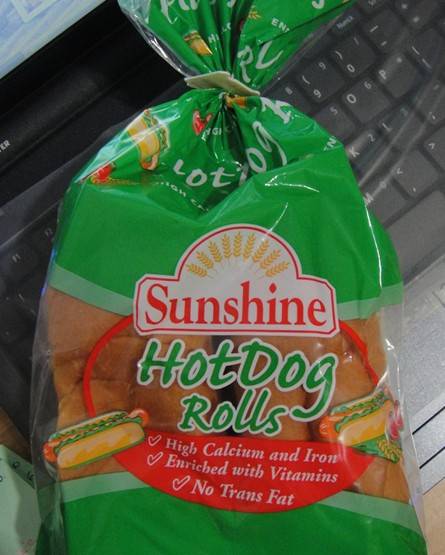 Sunshine
HotDog
Rolls
High Calcium and Iron
Enriched with Vitamins
No Trans Fat